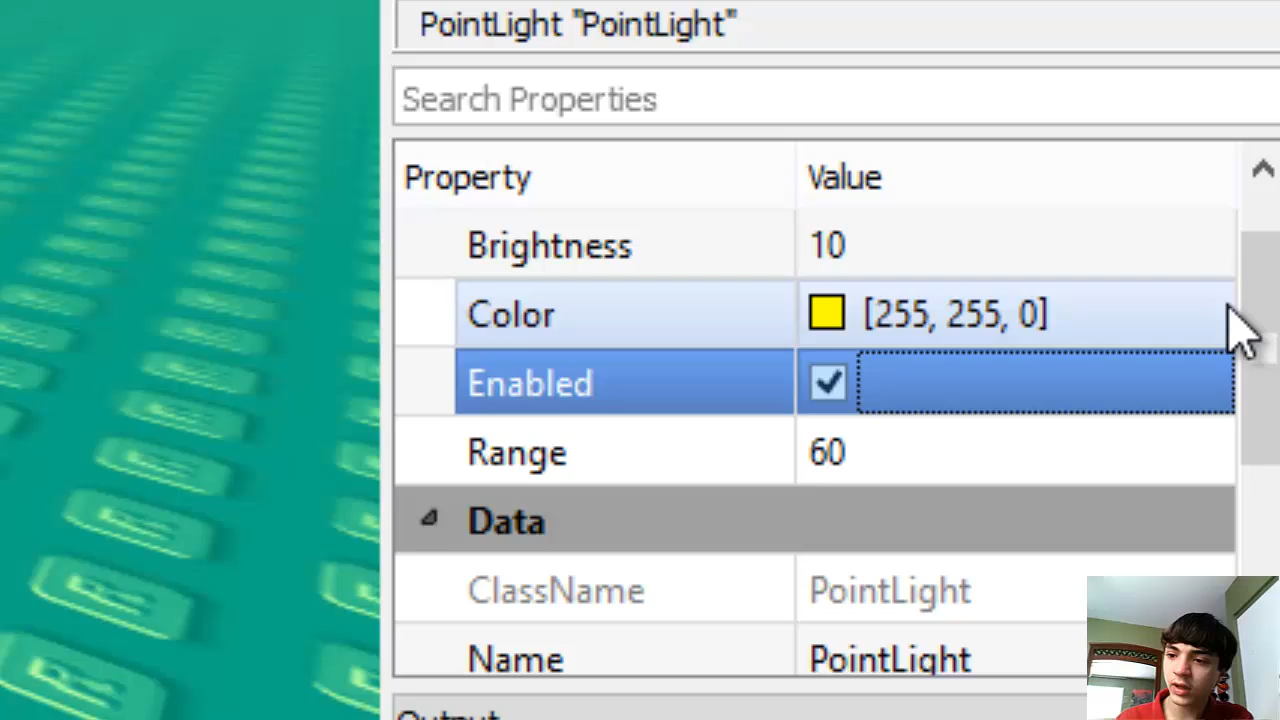 PointLight "PointLight"
Search Properties
Property Value
Brightness 10
Color [255, 255, 0]
Enabled
Range 60
Data
ClassName PointLight
Name PointLight
Output